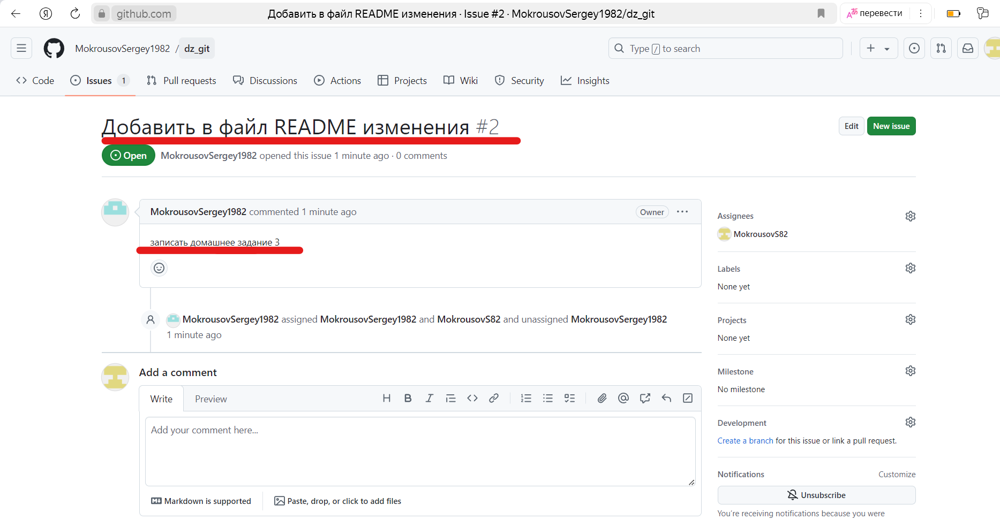 github.com
Добавить в файл README изменения · Issue #2 · MokrousovSergey1982/dz_git
перевести
MokrousovSergey1982 / dz_git
Type / to search
Code
Issues 1
Pull requests
Discussions
Actions
Projects
Wiki
Security
Insights
Добавить в файл README изменения #2
Edit
New issue
Open
MokrousovSergey1982 opened this issue 1 minute ago · 0 comments
MokrousovSergey1982 commented 1 minute ago
Owner
записать домашнее задание 3
MokrousovSergey1982 assigned MokrousovSergey1982 and MokrousovS82 and unassigned MokrousovSergey1982
1 minute ago
Add a comment
Write
Preview
Add your comment here...
Markdown is supported
Paste, drop, or click to add files
Assignees
MokrousovS82
Labels
None yet
Projects
None yet
Milestone
No milestone
Development
Create a branch for this issue or link a pull request.
Notifications
Customize
Unsubscribe
You're receiving notifications because you were